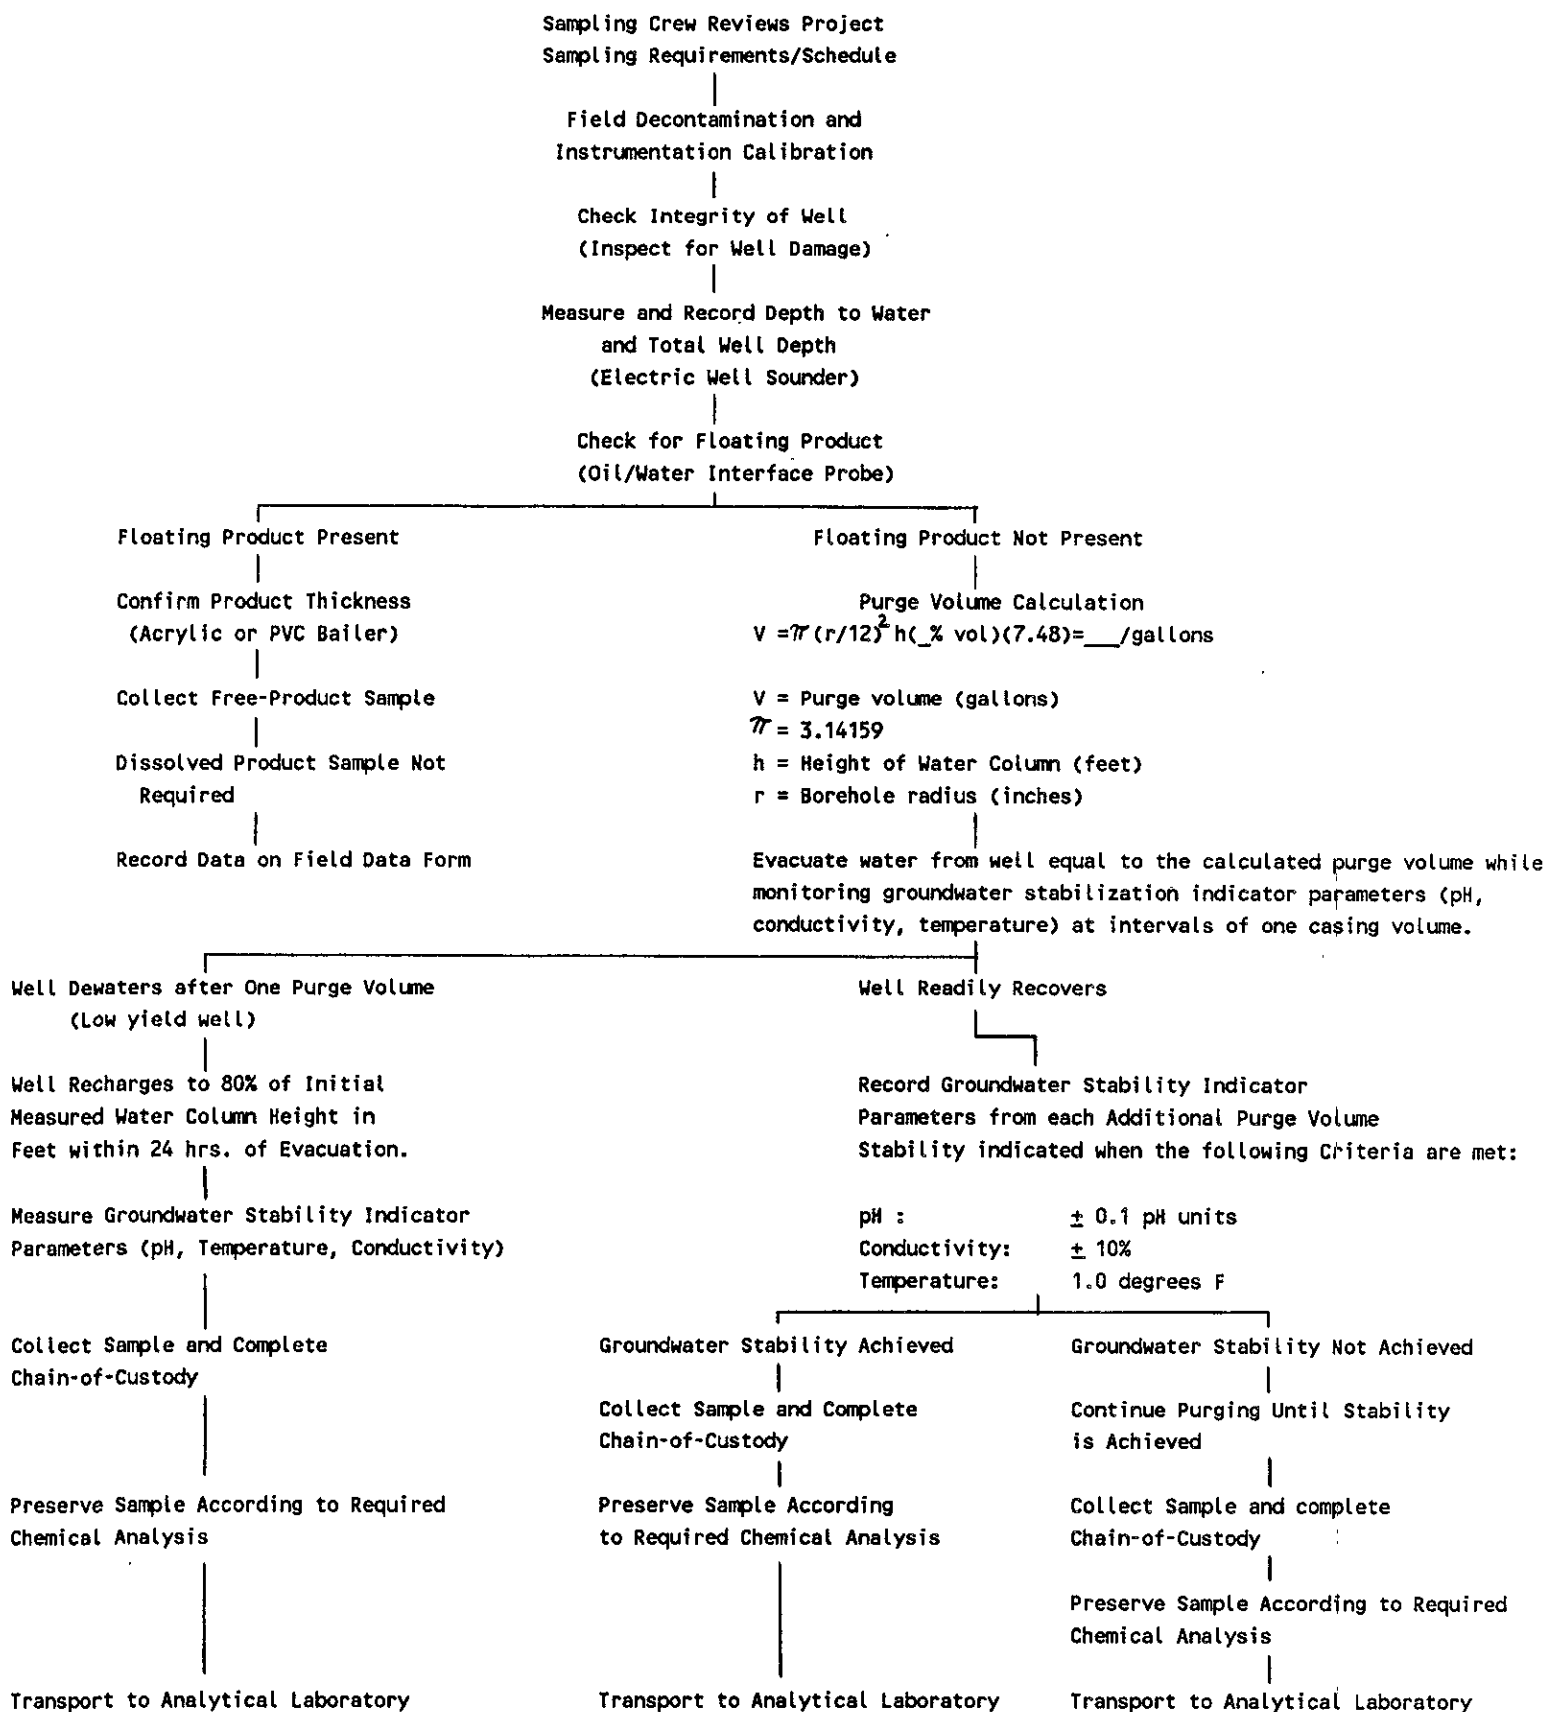 Sampling Crew Reviews Project
Sampling Requirements/Schedule
Field Decontamination and
Instrumentation Calibration
Check Integrity of Well
(Inspect for Well Damage)
Measure and Record Depth to Water
and Total Well Depth
(Electric Well Sounder)
Check for Floating Product
(Oil/Water Interface Probe)
Floating Product Present
Confirm Product Thickness
(Acrylic or PVC Bailer)
Collect Free-Product Sample
Dissolved Product Sample Not
Required
Record Data on Field Data Form
Floating Product Not Present
Purge Volume Calculation
V =π(r/12)² h(_% vol)(7.48)=___/gallons
V = Purge volume (gallons)
π = 3.14159
h = Height of Water Column (feet)
r = Borehole radius (inches)
Evacuate water from well equal to the calculated purge volume while
monitoring groundwater stabilization indicator parameters (pH,
conductivity, temperature) at intervals of one casing volume.
Well Dewaters after One Purge Volume
(Low yield well)
Well Recharges to 80% of Initial
Measured Water Column Height in
Feet within 24 hrs. of Evacuation.
Measure Groundwater Stability Indicator
Parameters (pH, Temperature, Conductivity)
Collect Sample and Complete
Chain-of-Custody
Preserve Sample According to Required
Chemical Analysis
Transport to Analytical Laboratory
Well Readily Recovers
Record Groundwater Stability Indicator
Parameters from each Additional Purge Volume
Stability indicated when the following Criteria are met:
pH : ± 0.1 pH units
Conductivity: ± 10%
Temperature: 1.0 degrees F
Groundwater Stability Achieved
Collect Sample and Complete
Chain-of-Custody
Preserve Sample According
to Required Chemical Analysis
Transport to Analytical Laboratory
Groundwater Stability Not Achieved
Continue Purging Until Stability
is Achieved
Collect Sample and complete
Chain-of-Custody
Preserve Sample According to Required
Chemical Analysis
Transport to Analytical Laboratory